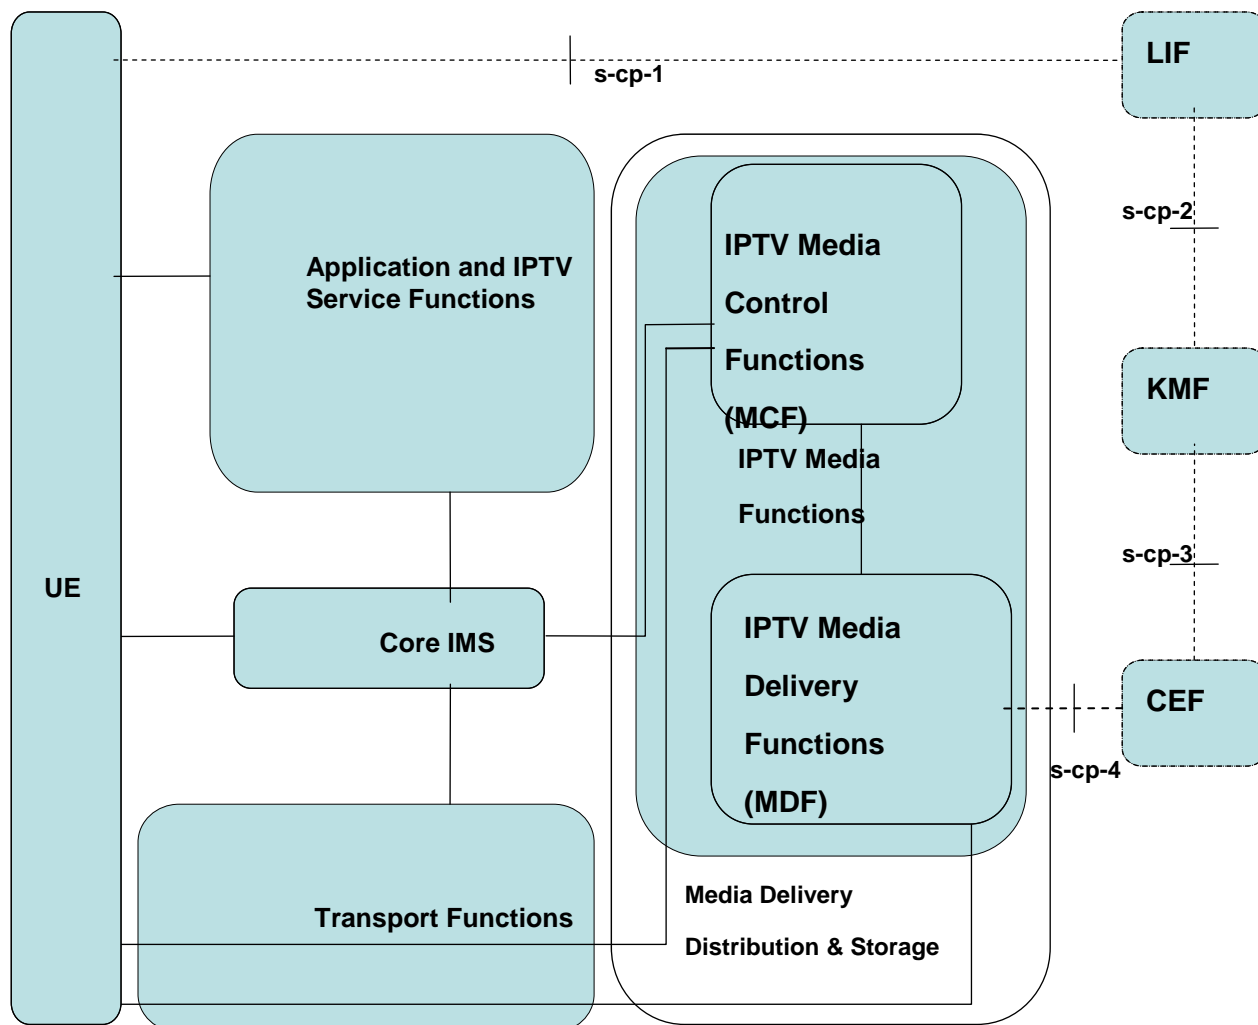 LIF
s-cp-1
s-cp-2
IPTV Media
Control
Functions
(MCF)
Application and IPTV
Service Functions
KMF
IPTV Media
Functions
s-cp-3
UE
Core IMS
IPTV Media
Delivery
Functions
(MDF)
CEF
s-cp-4
Media Delivery
Distribution & Storage
Transport Functions